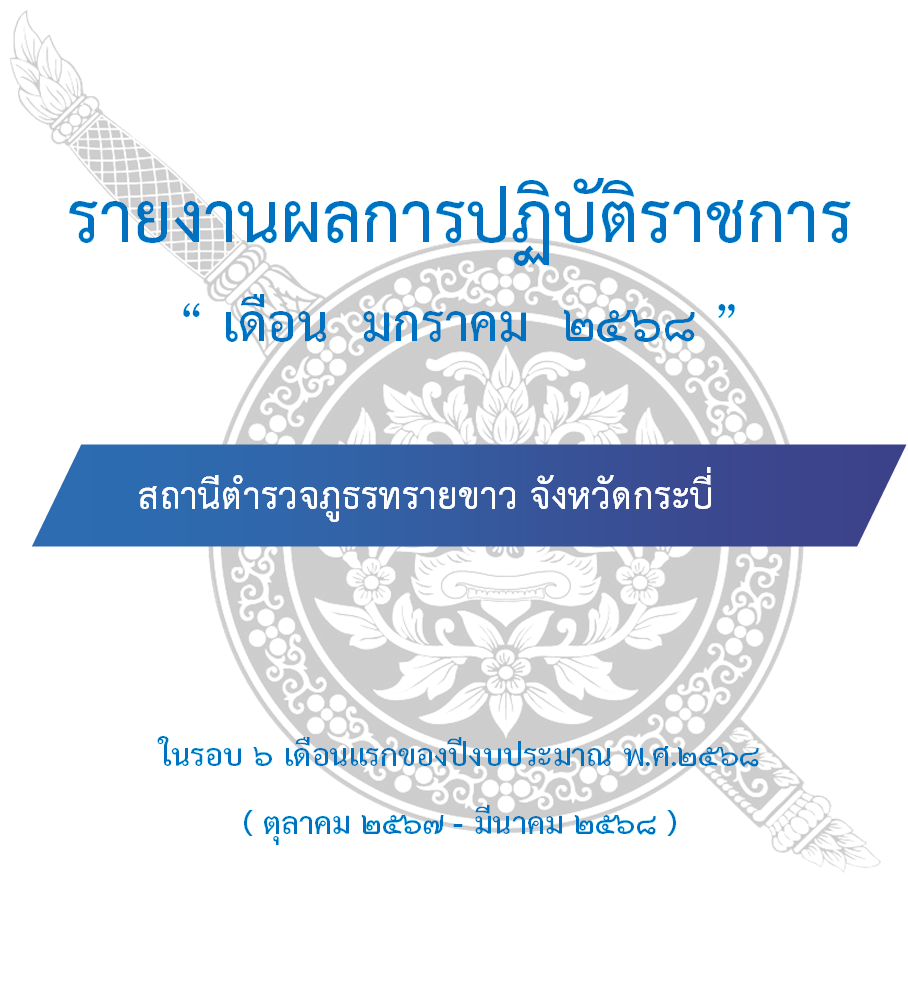 รายงานผลการปฏิบัติราชการ
“ เดือน มกราคม ๒๕๖๘ ”
สถานีตำรวจภูธรทรายขาว จังหวัดกระบี่
ในรอบ ๖ เดือนแรกของปีงบประมาณ พ.ศ.๒๕๖๘
( ตุลาคม ๒๕๖๗ - มีนาคม ๒๕๖๘ )